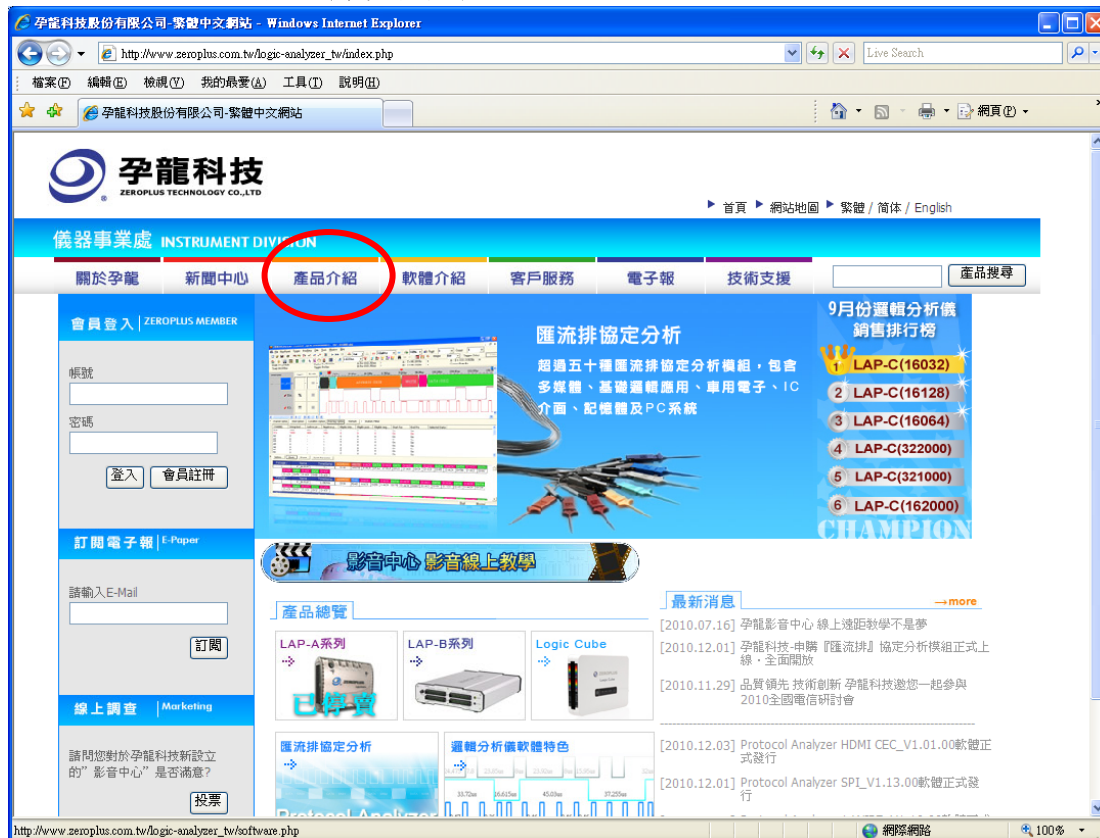 孕龍科技股份有限公司-繁體中文網站 - Windows Internet Explorer
http://www.zeroplus.com.tw/logic-analyzer_tw/index.php
Live Search
檔案(F) 編輯(E) 檢視(V) 我的最愛(A) 工具(T) 說明(H)
孕龍科技股份有限公司-繁體中文網站
網頁(P)
孕龍科技
ZEROPLUS TECHNOLOGY CO.,LTD
首頁 網站地圖 繁體 / 简体 / English
儀器事業處 INSTRUMENT DIVISION
關於孕龍 新聞中心 產品介紹 軟體介紹 客戶服務 電子報 技術支援 產品搜尋
會員登入 ZEROPLUS MEMBER
帳號
密碼
登入 會員註冊
訂閱電子報 E-Paper
請輸入E-Mail
訂閱
線上調查 Marketing
請問您對於孕龍科技新設立
的”影音中心”是否滿意?
投票
匯流排協定分析
超過五十種匯流排協定分析模組，包含
多媒體、基礎邏輯應用、車用電子、IC
介面、記憶體及PC系統
9月份邏輯分析儀
銷售排行榜
1 LAP-C(16032)
2 LAP-C(16128)
3 LAP-C(16064)
4 LAP-C(322000)
5 LAP-C(321000)
6 LAP-C(162000)
CHAMPION
影音中心 影音線上教學
產品總覽
LAP-A系列
已停賣
LAP-B系列
Logic Cube
匯流排協定分析
Protocol Analyzer
邏輯分析儀軟體特色
33.72us 16.615us 45.03us 37.255us
最新消息
→more
[2010.07.16] 孕龍影音中心 線上遠距教學不是夢
[2010.12.01] 孕龍科技-申購『匯流排』協定分析模組正式上
線，全面開放
[2010.11.29] 品質領先 技術創新 孕龍科技邀您一起參與
2010全國電信研討會
[2010.12.03] Protocol Analyzer HDMI CEC_V1.01.00軟體正
式發行
[2010.12.01] Protocol Analyzer SPI_V1.13.00軟體正式發
行
http://www.zeroplus.com.tw/logic-analyzer_tw/software.php
網際網路
100%